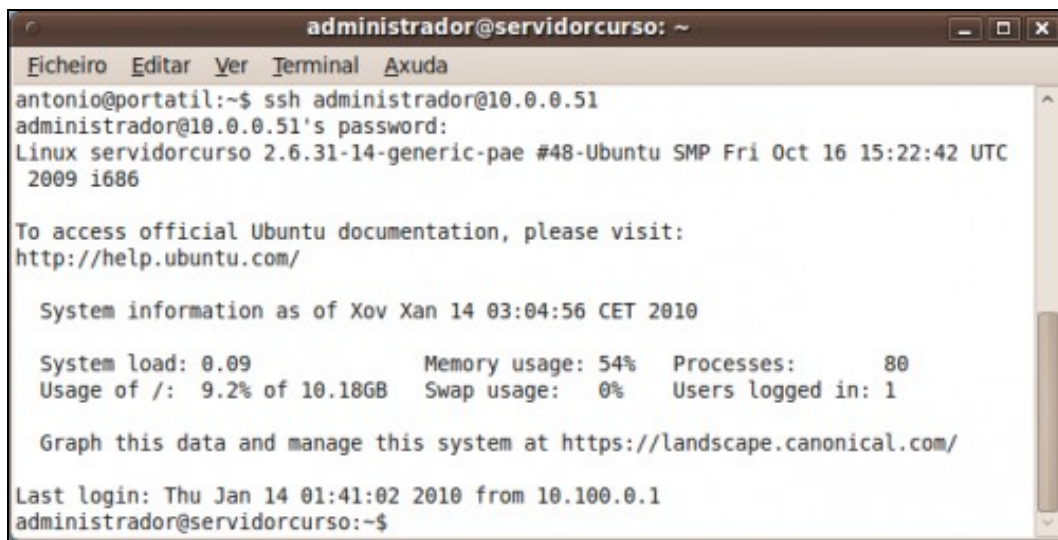 administrador@servidorcurso: ~
Ficheiro Editar Ver Terminal Axuda
antonio@portatil:~$ ssh administrador@10.0.0.51
administrador@10.0.0.51's password:
Linux servidorcurso 2.6.31-14-generic-pae #48-Ubuntu SMP Fri Oct 16 15:22:42 UTC
2009 i686
To access official Ubuntu documentation, please visit:
http://help.ubuntu.com/
System information as of Xov Xan 14 03:04:56 CET 2010
System load: 0.09 Memory usage: 54% Processes: 80
Usage of /: 9.2% of 10.18GB Swap usage: 0% Users logged in: 1
Graph this data and manage this system at https://landscape.canonical.com/
Last login: Thu Jan 14 01:41:02 2010 from 10.100.0.1
administrador@servidorcurso:~$